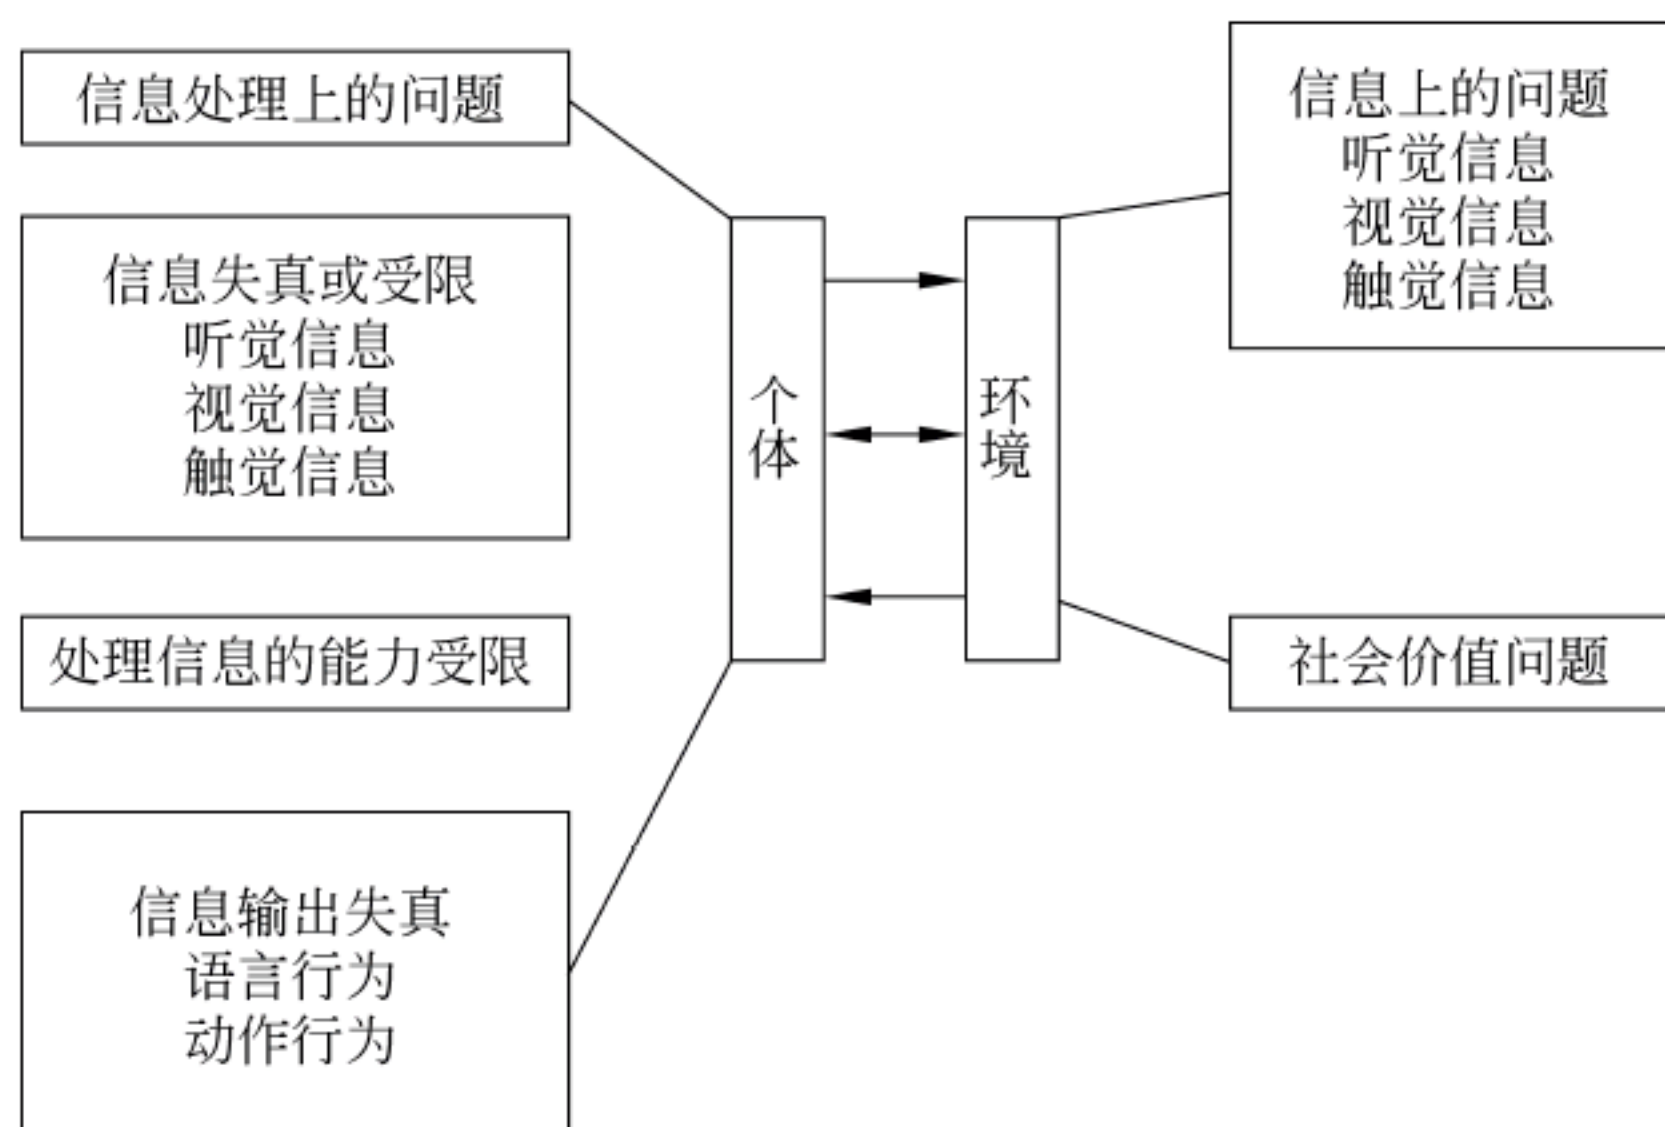 信息处理上的问题
信息失真或受限
听觉信息
视觉信息
触觉信息
处理信息的能力受限
信息输出失真
语言行为
动作行为
个
体
环
境
信息上的问题
听觉信息
视觉信息
触觉信息
社会价值问题